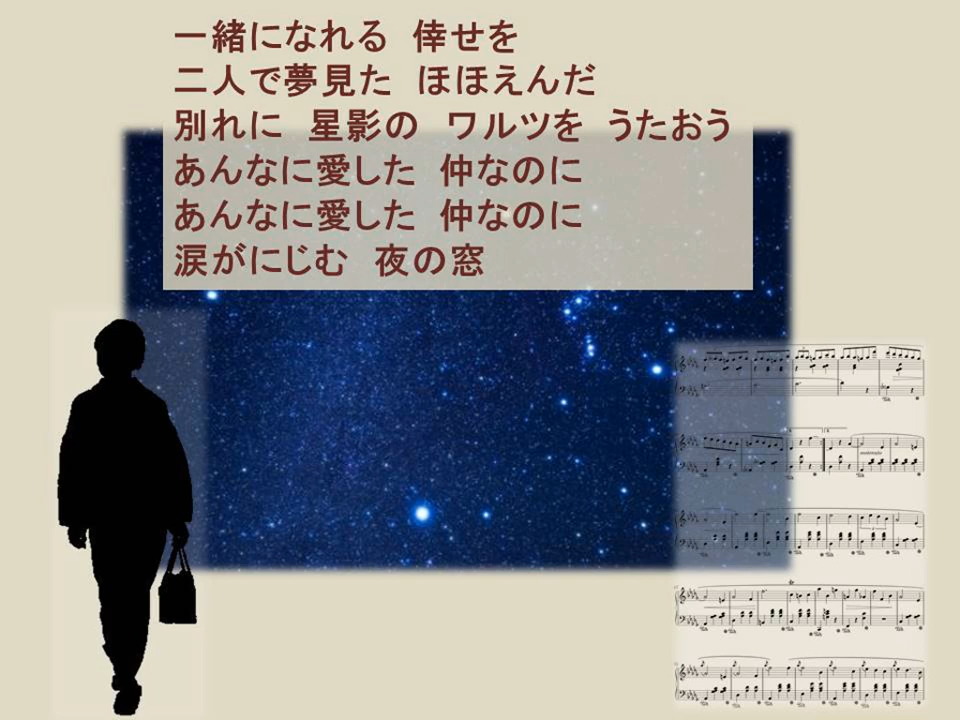 一緒になれる　倖せを
二人で夢見た　ほほえんだ
別れに　星影の　ワルツを　うたおう
あんなに愛した　仲なのに
あんなに愛した　仲なのに
涙がにじむ　夜の窓